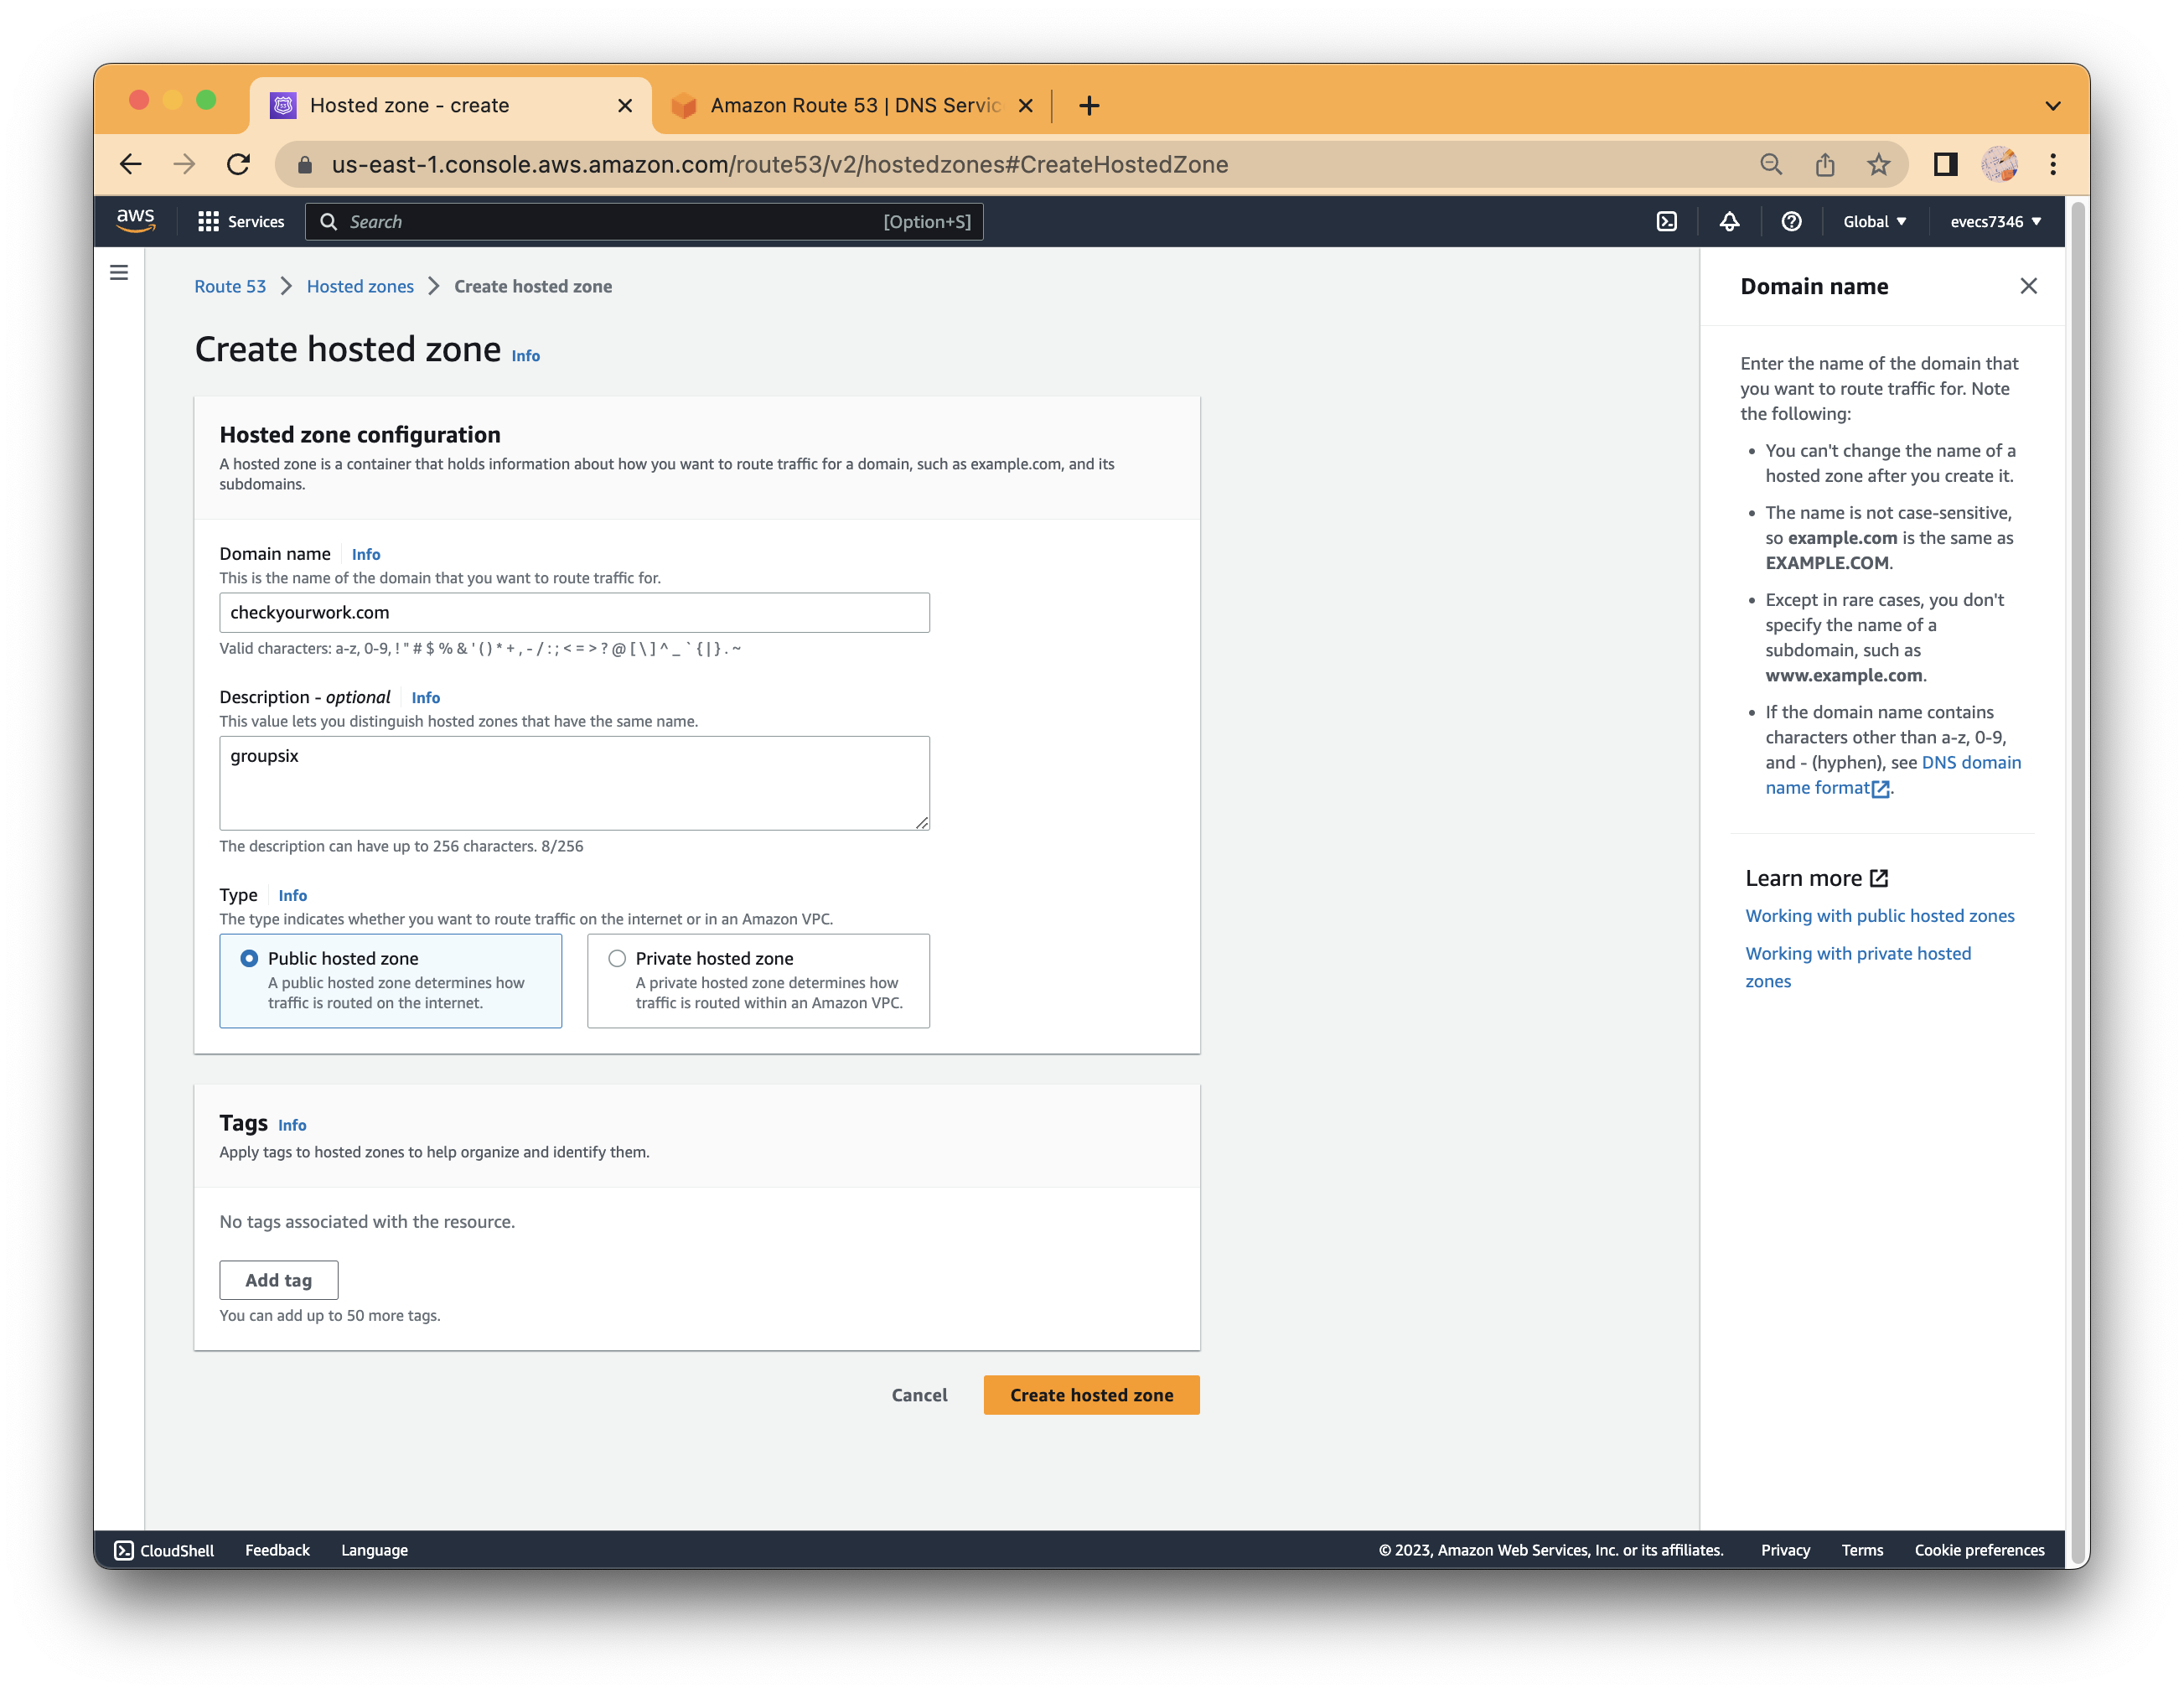 Hosted zone - create
Amazon Route 53 | DNS Servic
us-east-1.console.aws.amazon.com/route53/v2/hostedzones#CreateHostedZone
aws
Services
Search
[Option+S]
Global
evecs7346
Route 53 > Hosted zones > Create hosted zone
Create hosted zone Info
Hosted zone configuration
A hosted zone is a container that holds information about how you want to route traffic for a domain, such as example.com, and its
subdomains.
Domain name Info
This is the name of the domain that you want to route traffic for.
checkyourwork.com
Valid characters: a-z, 0-9, ! " # $ % & ' ( ) * + , - / : ; < = > ? @ [ \ ] ^ _ ` { | } . ~
Description - optional Info
This value lets you distinguish hosted zones that have the same name.
groupsix
The description can have up to 256 characters. 8/256
Type Info
The type indicates whether you want to route traffic on the internet or in an Amazon VPC.
Public hosted zone
A public hosted zone determines how
traffic is routed on the internet.
Private hosted zone
A private hosted zone determines how
traffic is routed within an Amazon VPC.
Tags Info
Apply tags to hosted zones to help organize and identify them.
No tags associated with the resource.
Add tag
You can add up to 50 more tags.
Cancel
Create hosted zone
Domain name
Enter the name of the domain that
you want to route traffic for. Note
the following:
• You can't change the name of a
hosted zone after you create it.
• The name is not case-sensitive,
so example.com is the same as
EXAMPLE.COM.
• Except in rare cases, you don't
specify the name of a
subdomain, such as
www.example.com.
• If the domain name contains
characters other than a-z, 0-9,
and - (hyphen), see DNS domain
name format.
Learn more
Working with public hosted zones
Working with private hosted
zones
CloudShell
Feedback
Language
© 2023, Amazon Web Services, Inc. or its affiliates.
Privacy
Terms
Cookie preferences